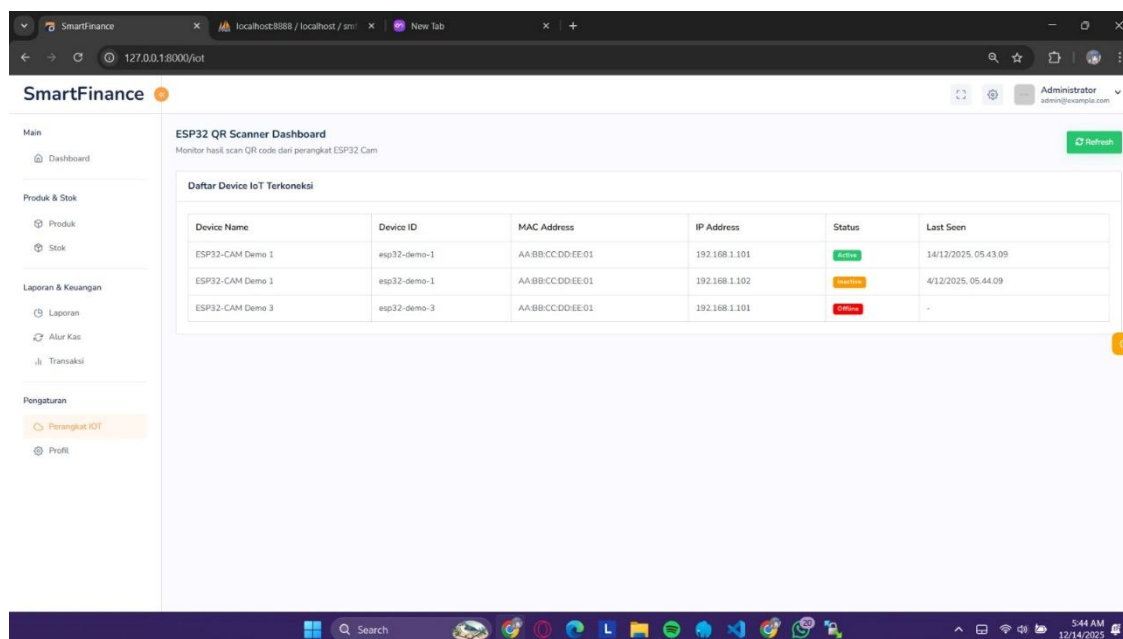 SmartFinance
localhost:8888 / localhost / sm
New Tab
127.0.0.1:8000/iot
SmartFinance
Administrator
admin@example.com
Main
Dashboard
Produk & Stok
Produk
Stok
Laporan & Keuangan
Laporan
Alur Kas
Transaksi
Pengaturan
Perangkat IOT
Profil
ESP32 QR Scanner Dashboard
Monitor hasil scan QR code dari perangkat ESP32 Cam
Refresh
Daftar Device IoT Terkoneksi
Device Name Device ID MAC Address IP Address Status Last Seen
ESP32-CAM Demo 1 esp32-demo-1 AA:BB:CC:DD:EE:01 192.168.1.101 Active 14/12/2025, 05.43.09
ESP32-CAM Demo 1 esp32-demo-1 AA:BB:CC:DD:EE:01 192.168.1.102 Inactive 4/12/2025, 05.44.09
ESP32-CAM Demo 3 esp32-demo-3 AA:BB:CC:DD:EE:01 192.168.1.101 Offline -
Search
L
20
5:44 AM
12/14/2025